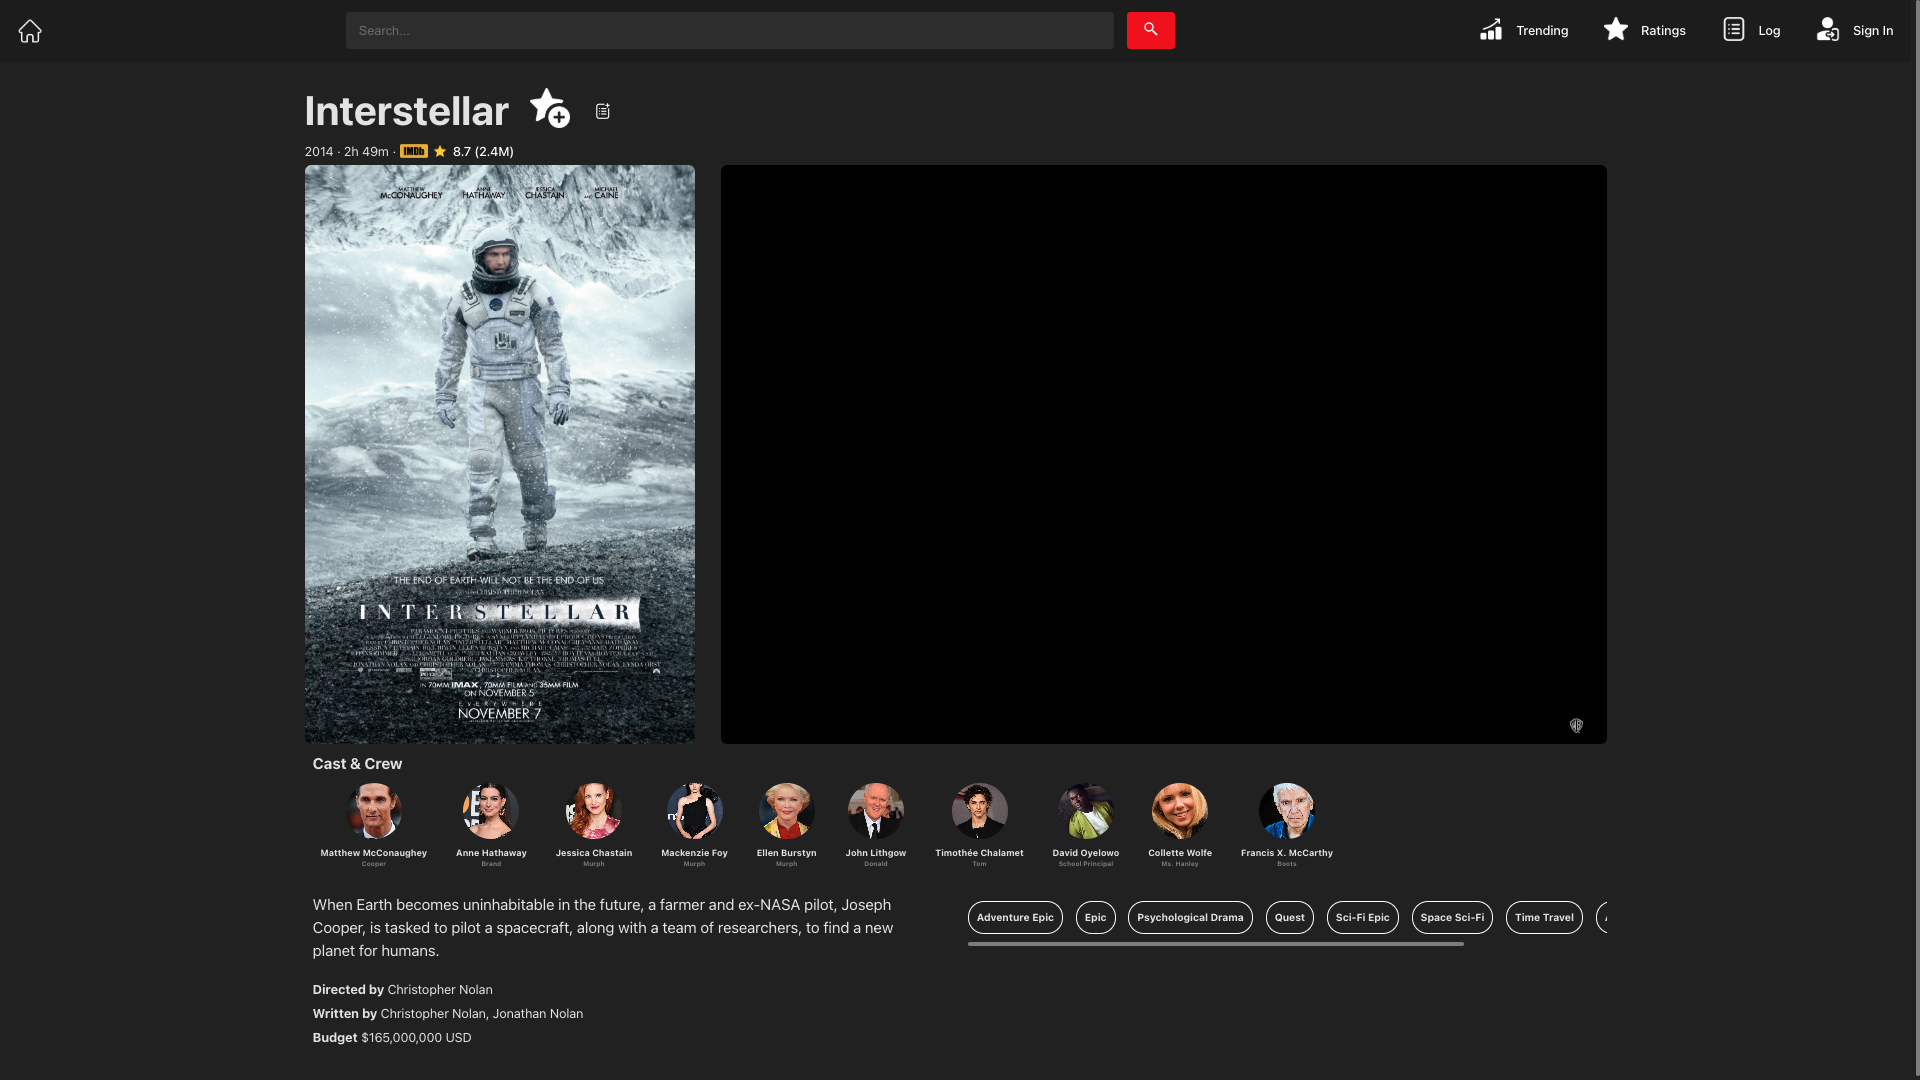 Search...
Trending
Ratings
Log
Sign In
Interstellar
2014 · 2h 49m · IMDb 8.7 (2.4M)
MATTHEW McCONAUGHEY
ANNE HATHAWAY
JESSICA CHASTAIN
AND MICHAEL CAINE
THE END OF EARTH WILL NOT BE THE END OF US
CHRISTOPHER NOLAN
INTERSTELLAR
IN 70MM IMAX, 70MM FILM AND 35MM FILM
ON NOVEMBER 5
EVERYWHERE
NOVEMBER 7
Cast & Crew
Matthew McConaughey
Cooper
Anne Hathaway
Brand
Jessica Chastain
Murph
Mackenzie Foy
Murph
Ellen Burstyn
Murph
John Lithgow
Donald
Timothée Chalamet
Tom
David Oyelowo
School Principal
Collette Wolfe
Ms. Hanley
Francis X. McCarthy
Boots
When Earth becomes uninhabitable in the future, a farmer and ex-NASA pilot, Joseph
Cooper, is tasked to pilot a spacecraft, along with a team of researchers, to find a new
planet for humans.
Adventure Epic
Epic
Psychological Drama
Quest
Sci-Fi Epic
Space Sci-Fi
Time Travel
Directed by Christopher Nolan
Written by Christopher Nolan, Jonathan Nolan
Budget $165,000,000 USD